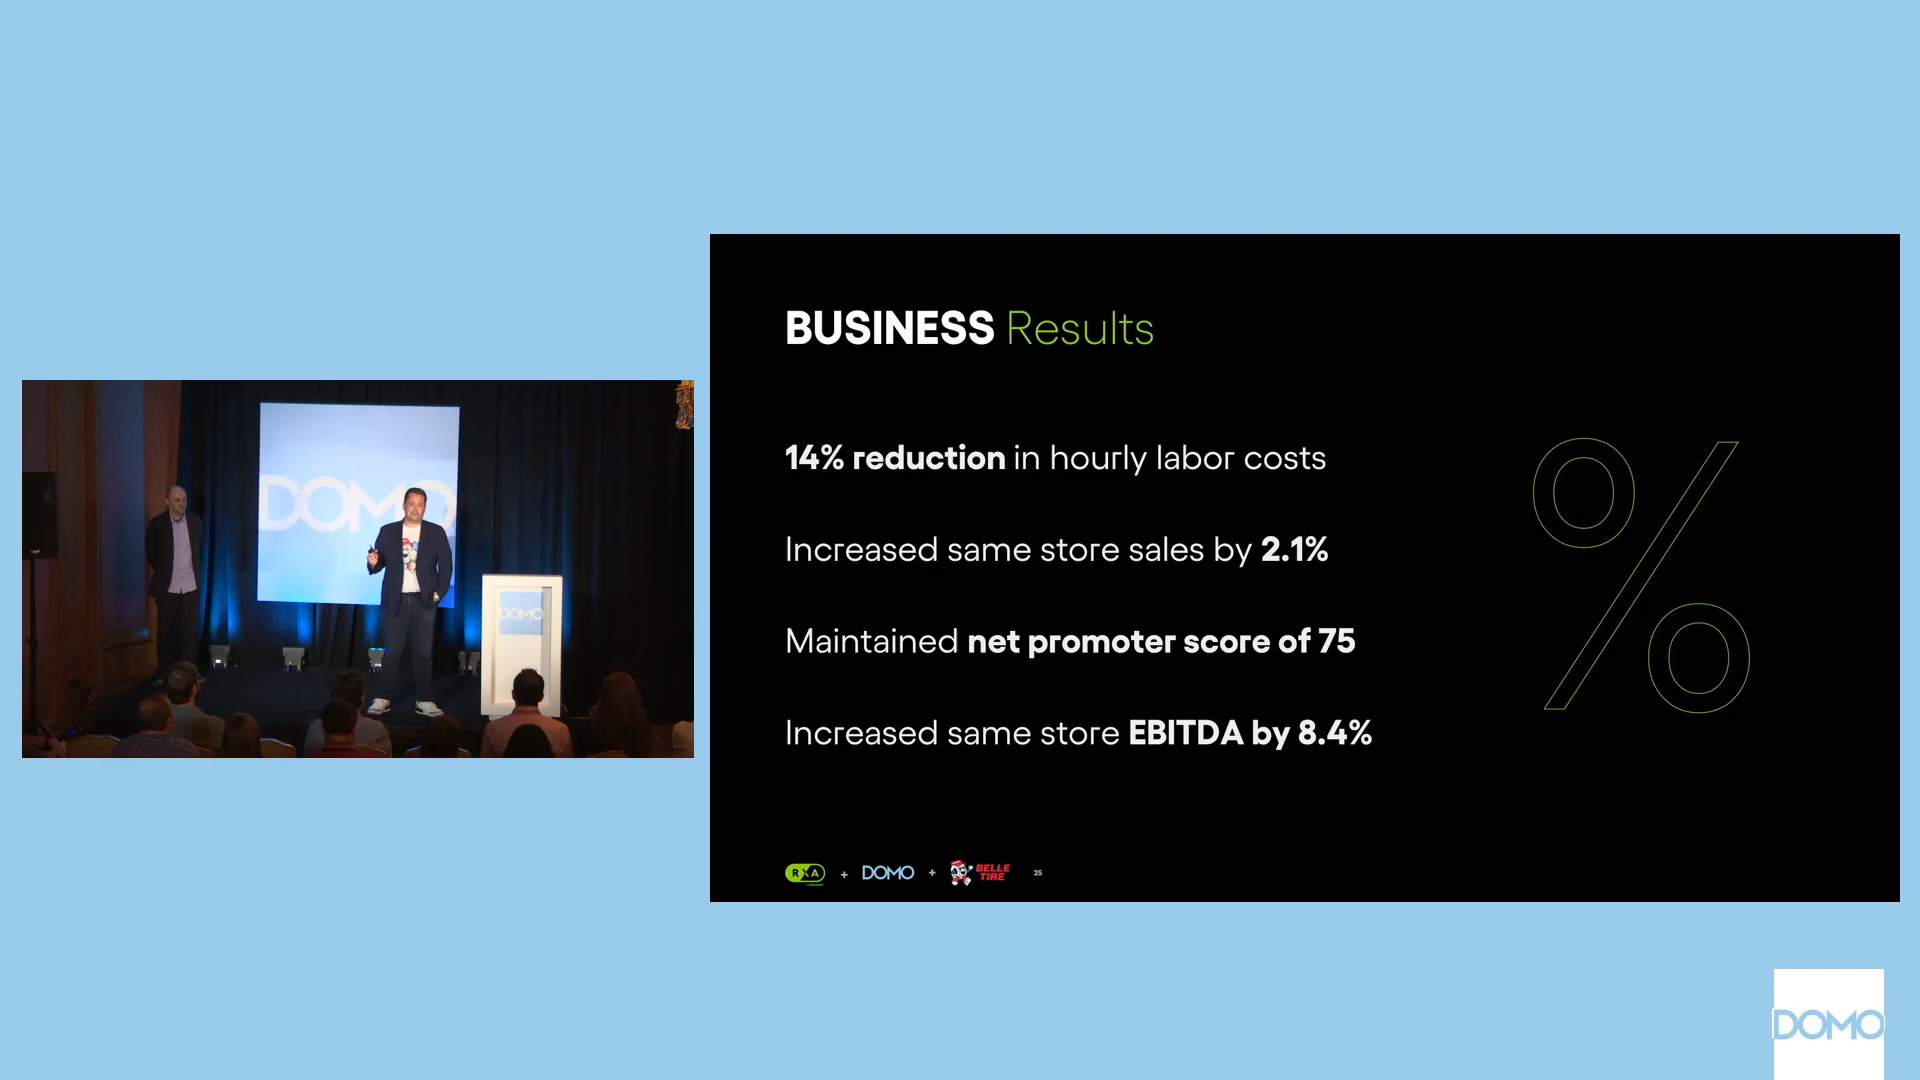 DOMO
DOMO
BUSINESS Results
14% reduction in hourly labor costs
Increased same store sales by 2.1%
Maintained net promoter score of 75
Increased same store EBITDA by 8.4%
RXA + DOMO + BELLE TIRE 25
DOMO